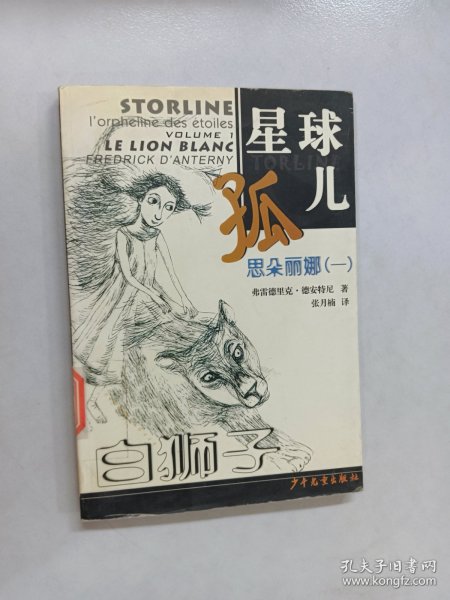 STORLINE
l'orpheline des étoiles
VOLUME 1
LE LION BLANC
FREDRICK D'ANTERNY
星球
TORLINE
孤儿
思朵丽娜(一)
弗雷德里克·德安特尼 著
张月楠 译
白狮子
少年儿童出版社
孔夫子旧书网
www.kongfz.com